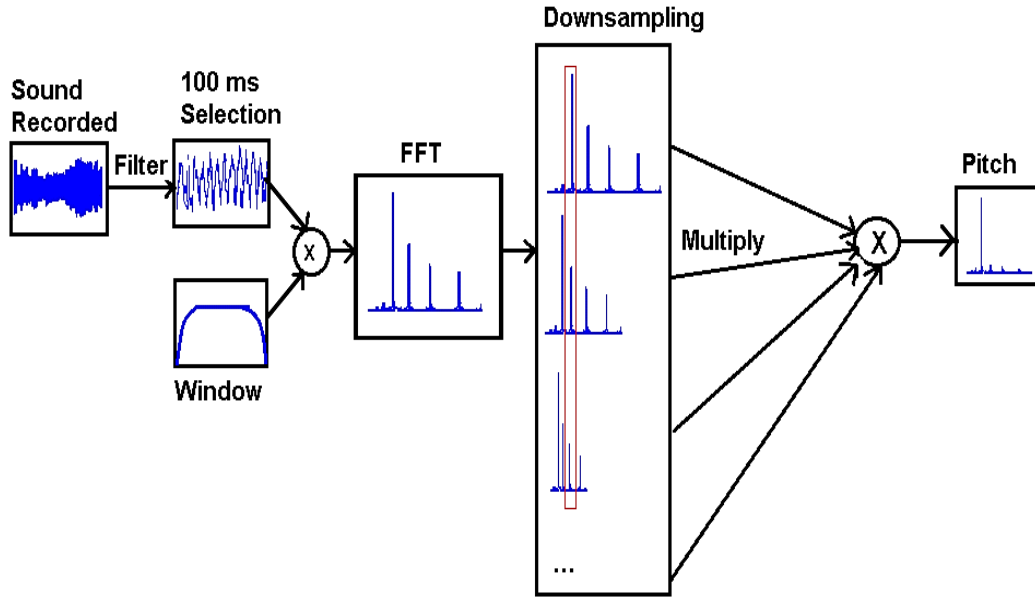 Downsampling
Sound
Recorded
100 ms
Selection
Filter
FFT
Pitch
X
Multiply
X
Window
...